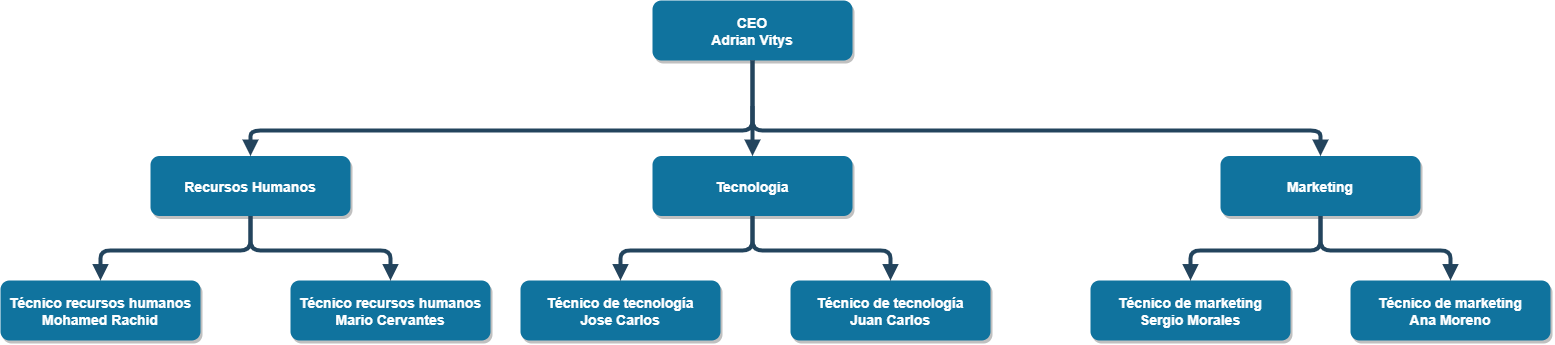 CEO
Adrian Vitys
Recursos Humanos
Tecnologia
Marketing
Técnico recursos humanos
Mohamed Rachid
Técnico recursos humanos
Mario Cervantes
Técnico de tecnología
Jose Carlos
Técnico de tecnología
Juan Carlos
Técnico de marketing
Sergio Morales
Técnico de marketing
Ana Moreno